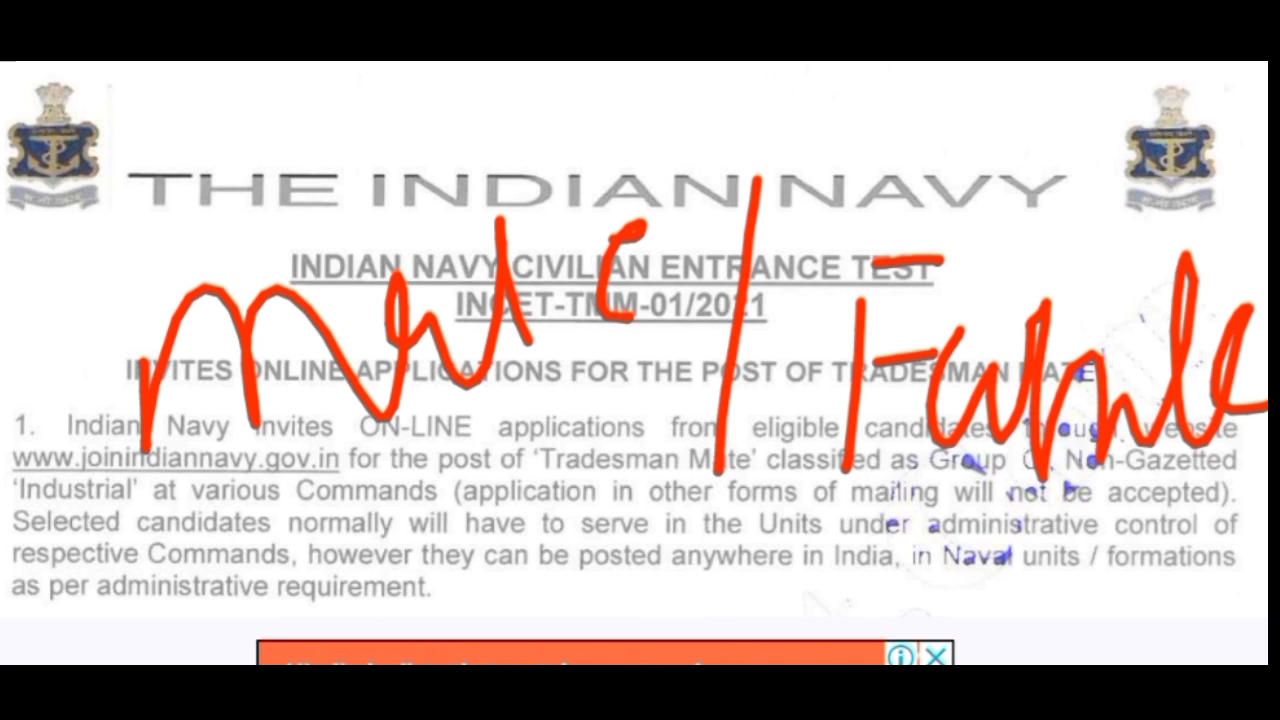 THE INDIAN NAVY
INDIAN NAVY CIVILIAN ENTRANCE TEST
INCET-TMM-01/2021
INVITES ONLINE APPLICATIONS FOR THE POST OF TRADESMAN MATE
male / Female
1. Indian Navy invites ON-LINE applications from eligible candidates through website
www.joinindiannavy.gov.in for the post of ‘Tradesman Mate’ classified as Group C, Non-Gazetted
‘Industrial’ at various Commands (application in other forms of mailing will not be accepted).
Selected candidates normally will have to serve in the Units under administrative control of
respective Commands, however they can be posted anywhere in India, in Naval units / formations
as per administrative requirement.